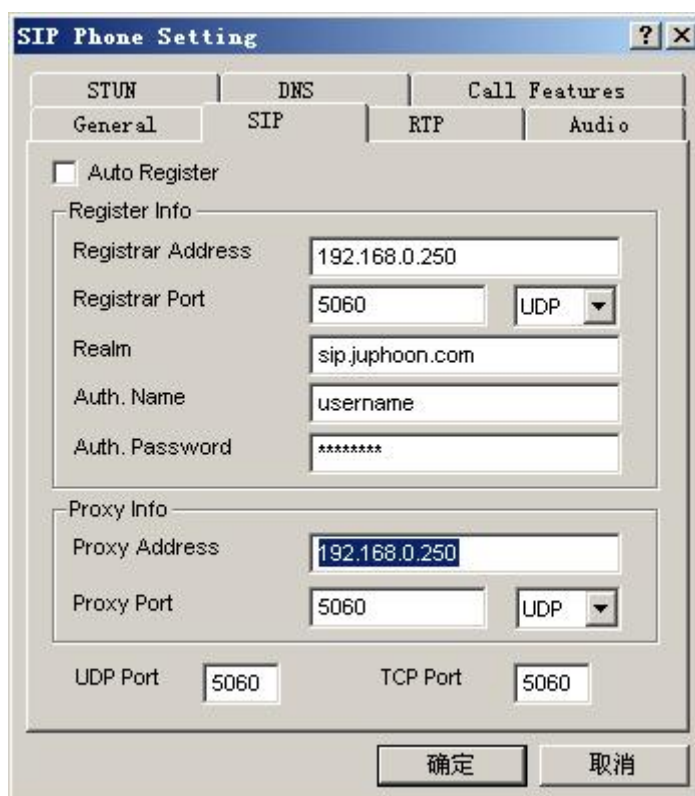 SIP Phone Setting
STUN DNS Call Features
General SIP RTP Audio
Auto Register
Register Info
Registrar Address 192.168.0.250
Registrar Port 5060 UDP
Realm sip.juphoon.com
Auth. Name username
Auth. Password ********
Proxy Info
Proxy Address 192.168.0.250
Proxy Port 5060 UDP
UDP Port 5060 TCP Port 5060
确定 取消